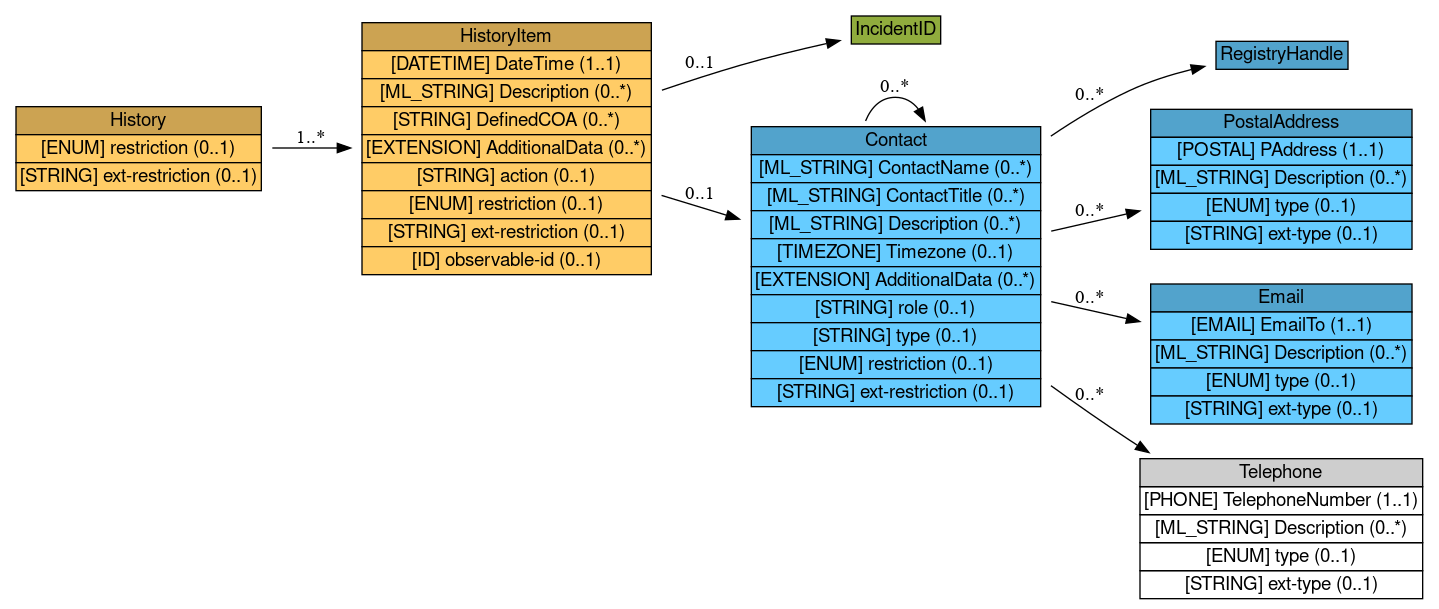 History
[ENUM] restriction (0..1)
[STRING] ext-restriction (0..1)
1..*
HistoryItem
[DATETIME] DateTime (1..1)
[ML_STRING] Description (0..*)
[STRING] DefinedCOA (0..*)
[EXTENSION] AdditionalData (0..*)
[STRING] action (0..1)
[ENUM] restriction (0..1)
[STRING] ext-restriction (0..1)
[ID] observable-id (0..1)
0..1
IncidentID
0..1
0..*
Contact
[ML_STRING] ContactName (0..*)
[ML_STRING] ContactTitle (0..*)
[ML_STRING] Description (0..*)
[TIMEZONE] Timezone (0..1)
[EXTENSION] AdditionalData (0..*)
[STRING] role (0..1)
[STRING] type (0..1)
[ENUM] restriction (0..1)
[STRING] ext-restriction (0..1)
0..*
RegistryHandle
0..*
PostalAddress
[POSTAL] PAddress (1..1)
[ML_STRING] Description (0..*)
[ENUM] type (0..1)
[STRING] ext-type (0..1)
0..*
Email
[EMAIL] EmailTo (1..1)
[ML_STRING] Description (0..*)
[ENUM] type (0..1)
[STRING] ext-type (0..1)
0..*
Telephone
[PHONE] TelephoneNumber (1..1)
[ML_STRING] Description (0..*)
[ENUM] type (0..1)
[STRING] ext-type (0..1)